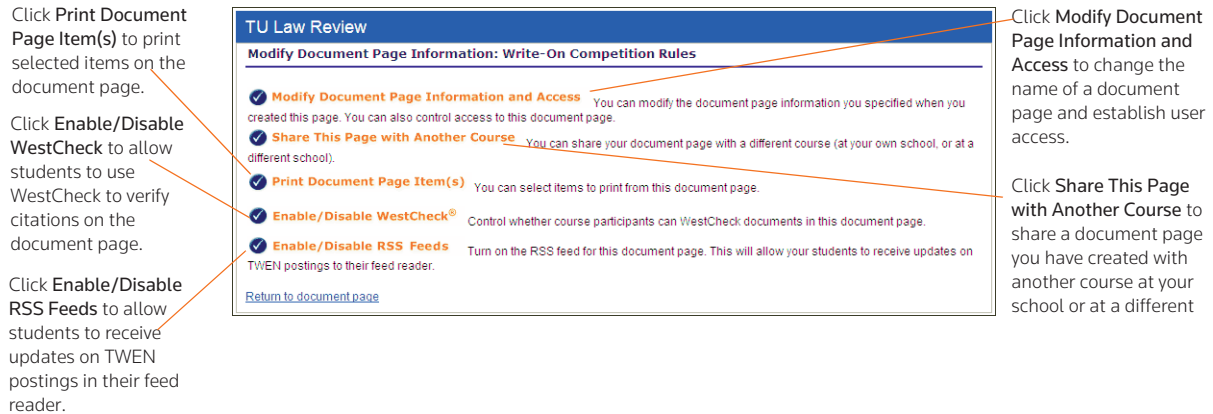 Click Print Document
Page Item(s) to print
selected items on the
document page.
Click Enable/Disable
WestCheck to allow
students to use
WestCheck to verify
citations on the
document page.
Click Enable/Disable
RSS Feeds to allow
students to receive
updates on TWEN
postings in their feed
reader.
TU Law Review
Modify Document Page Information: Write-On Competition Rules
Modify Document Page Information and Access You can modify the document page information you specified when you
created this page. You can also control access to this document page.
Share This Page with Another Course You can share your document page with a different course (at your own school, or at a
different school).
Print Document Page Item(s) You can select items to print from this document page.
Enable/Disable WestCheck® Control whether course participants can WestCheck documents in this document page.
Enable/Disable RSS Feeds Turn on the RSS feed for this document page. This will allow your students to receive updates on
TWEN postings to their feed reader.
Return to document page
Click Modify Document
Page Information and
Access to change the
name of a document
page and establish user
access.
Click Share This Page
with Another Course to
share a document page
you have created with
another course at your
school or at a different